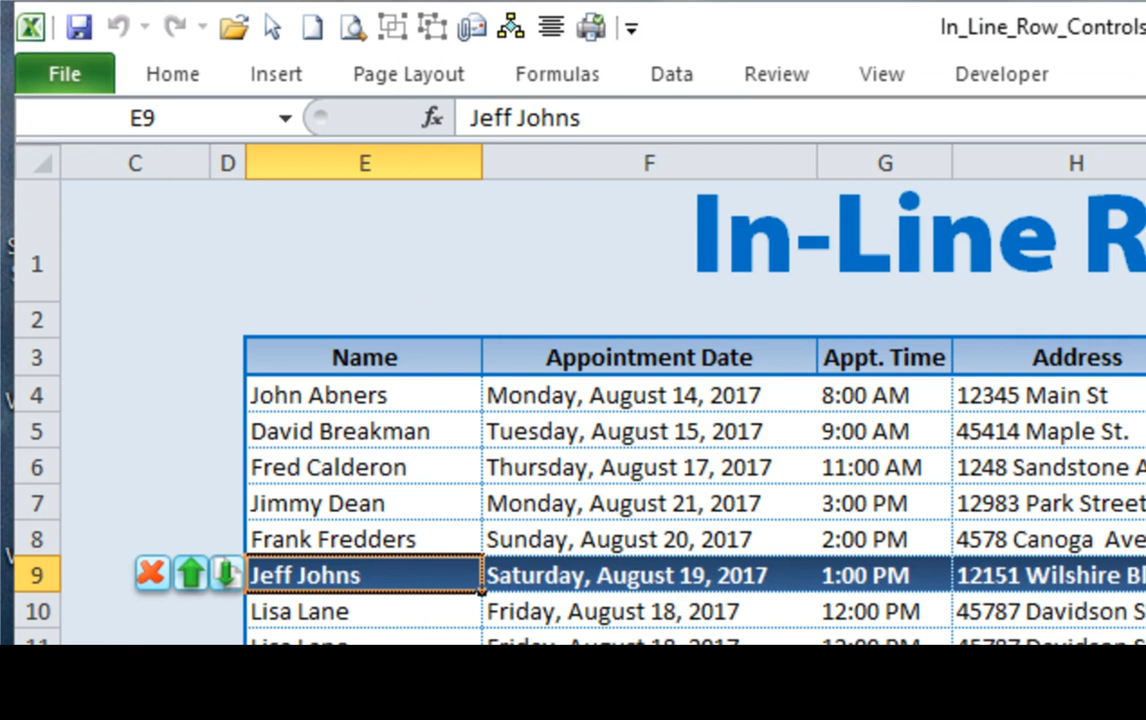 In_Line_Row_Controls
File Home Insert Page Layout Formulas Data Review View Developer
E9 fx Jeff Johns
C D E F G H
1 In-Line R
2
3 Name Appointment Date Appt. Time Address
4 John Abners Monday, August 14, 2017 8:00 AM 12345 Main St
5 David Breakman Tuesday, August 15, 2017 9:00 AM 45414 Maple St.
6 Fred Calderon Thursday, August 17, 2017 11:00 AM 1248 Sandstone A
7 Jimmy Dean Monday, August 21, 2017 3:00 PM 12983 Park Street
8 Frank Fredders Sunday, August 20, 2017 2:00 PM 4578 Canoga Ave
9 Jeff Johns Saturday, August 19, 2017 1:00 PM 12151 Wilshire Bl
10 Lisa Lane Friday, August 18, 2017 12:00 PM 45787 Davidson S